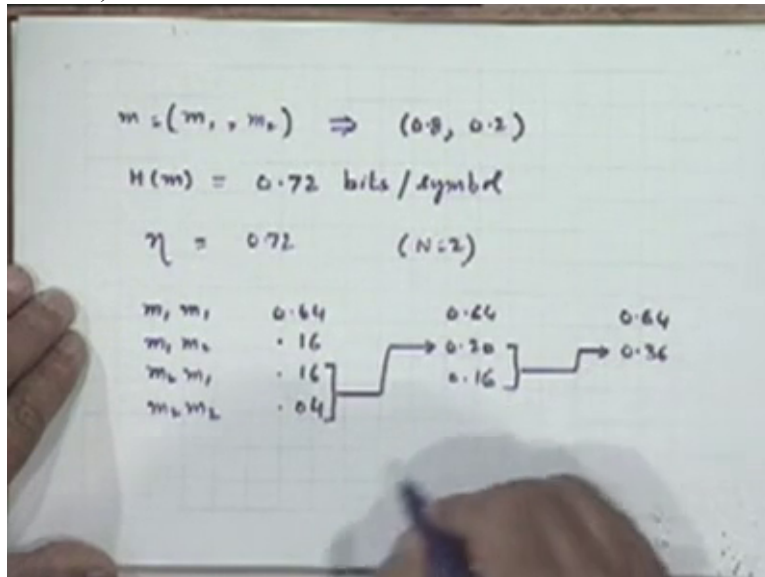 m = (m₁, m₂) ⇒ (0.8, 0.2)
H(m) = 0.72 bits/symbol
η = 0.72 (N=2)
m₁ m₁ 0.64 0.64 0.64
m₁ m₂ .16 0.20 0.36
m₂ m₁ .16 0.16
m₂ m₂ .04